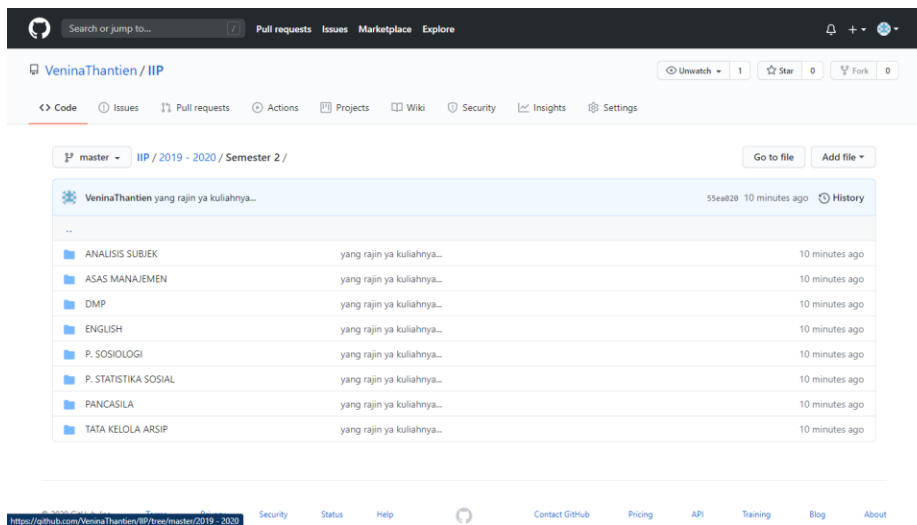 Search or jump to... / Pull requests Issues Marketplace Explore
VeninaThantien / IIP Unwatch 1 Star 0 Fork 0
Code Issues Pull requests Actions Projects Wiki Security Insights Settings
master IIP / 2019 - 2020 / Semester 2 / Go to file Add file
VeninaThantien yang rajin ya kuliahnya... 55ea020 10 minutes ago History
..
ANALISIS SUBJEK yang rajin ya kuliahnya... 10 minutes ago
ASAS MANAJEMEN yang rajin ya kuliahnya... 10 minutes ago
DMP yang rajin ya kuliahnya... 10 minutes ago
ENGLISH yang rajin ya kuliahnya... 10 minutes ago
P. SOSIOLOGI yang rajin ya kuliahnya... 10 minutes ago
P. STATISTIKA SOSIAL yang rajin ya kuliahnya... 10 minutes ago
PANCASILA yang rajin ya kuliahnya... 10 minutes ago
TATA KELOLA ARSIP yang rajin ya kuliahnya... 10 minutes ago
Security Status Help Contact GitHub Pricing API Training Blog About
https://github.com/VeninaThantien/IIP/tree/master/2019 - 2020